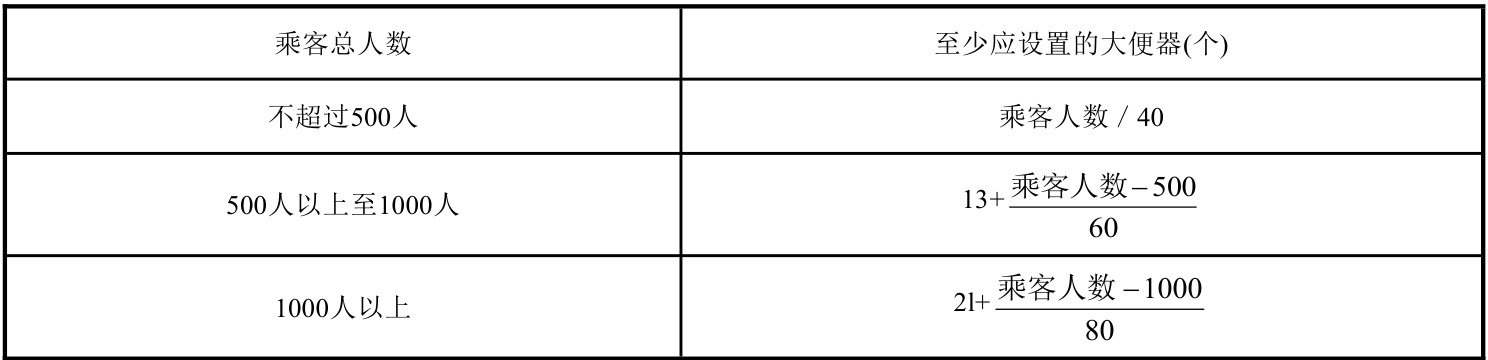 乘客总人数 至少应设置的大便器(个)
不超过500人 乘客人数 / 40
500人以上至1000人 13+乘客人数-500/60
1000人以上 2l+乘客人数-1000/80